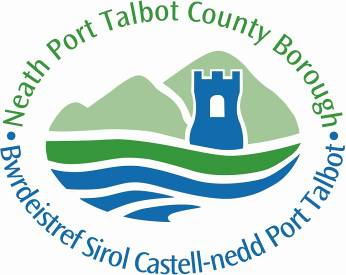 Neath Port Talbot County Borough
• Bwrdeistref Sirol Castell-nedd Port Talbot •